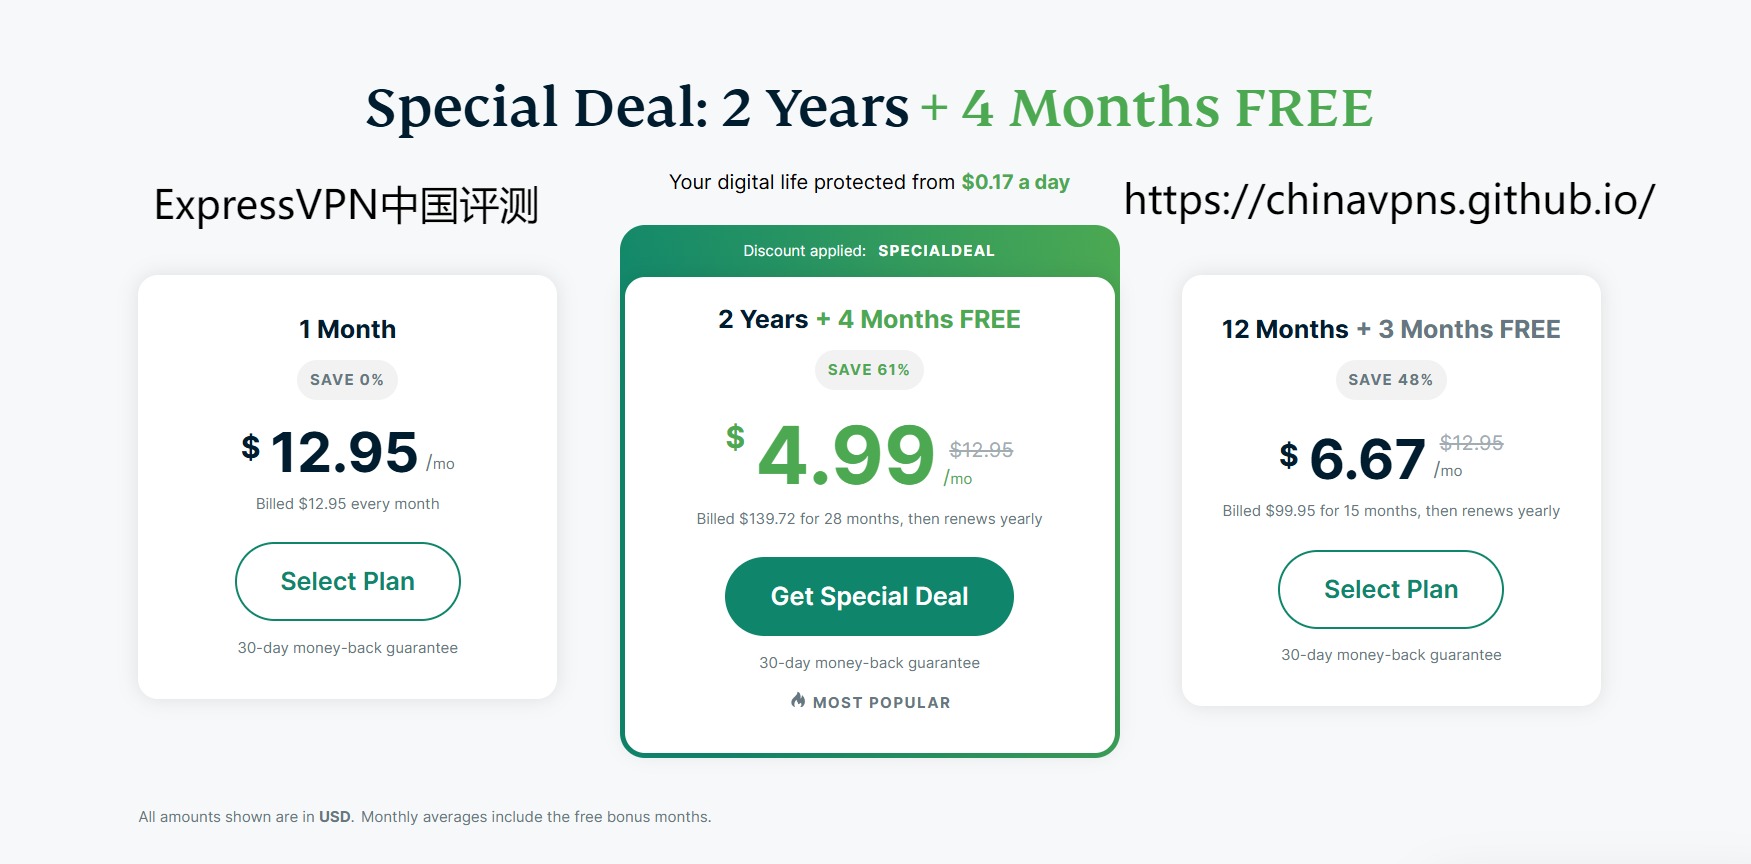 Special Deal: 2 Years + 4 Months FREE
Your digital life protected from $0.17 a day
ExpressVPN中国评测
https://chinavpns.github.io/
1 Month
SAVE 0%
$ 12.95 /mo
Billed $12.95 every month
Select Plan
30-day money-back guarantee
Discount applied: SPECIALDEAL
2 Years + 4 Months FREE
SAVE 61%
$ 4.99 $12.95 /mo
Billed $139.72 for 28 months, then renews yearly
Get Special Deal
30-day money-back guarantee
MOST POPULAR
12 Months + 3 Months FREE
SAVE 48%
$ 6.67 $12.95 /mo
Billed $99.95 for 15 months, then renews yearly
Select Plan
30-day money-back guarantee
All amounts shown are in USD. Monthly averages include the free bonus months.